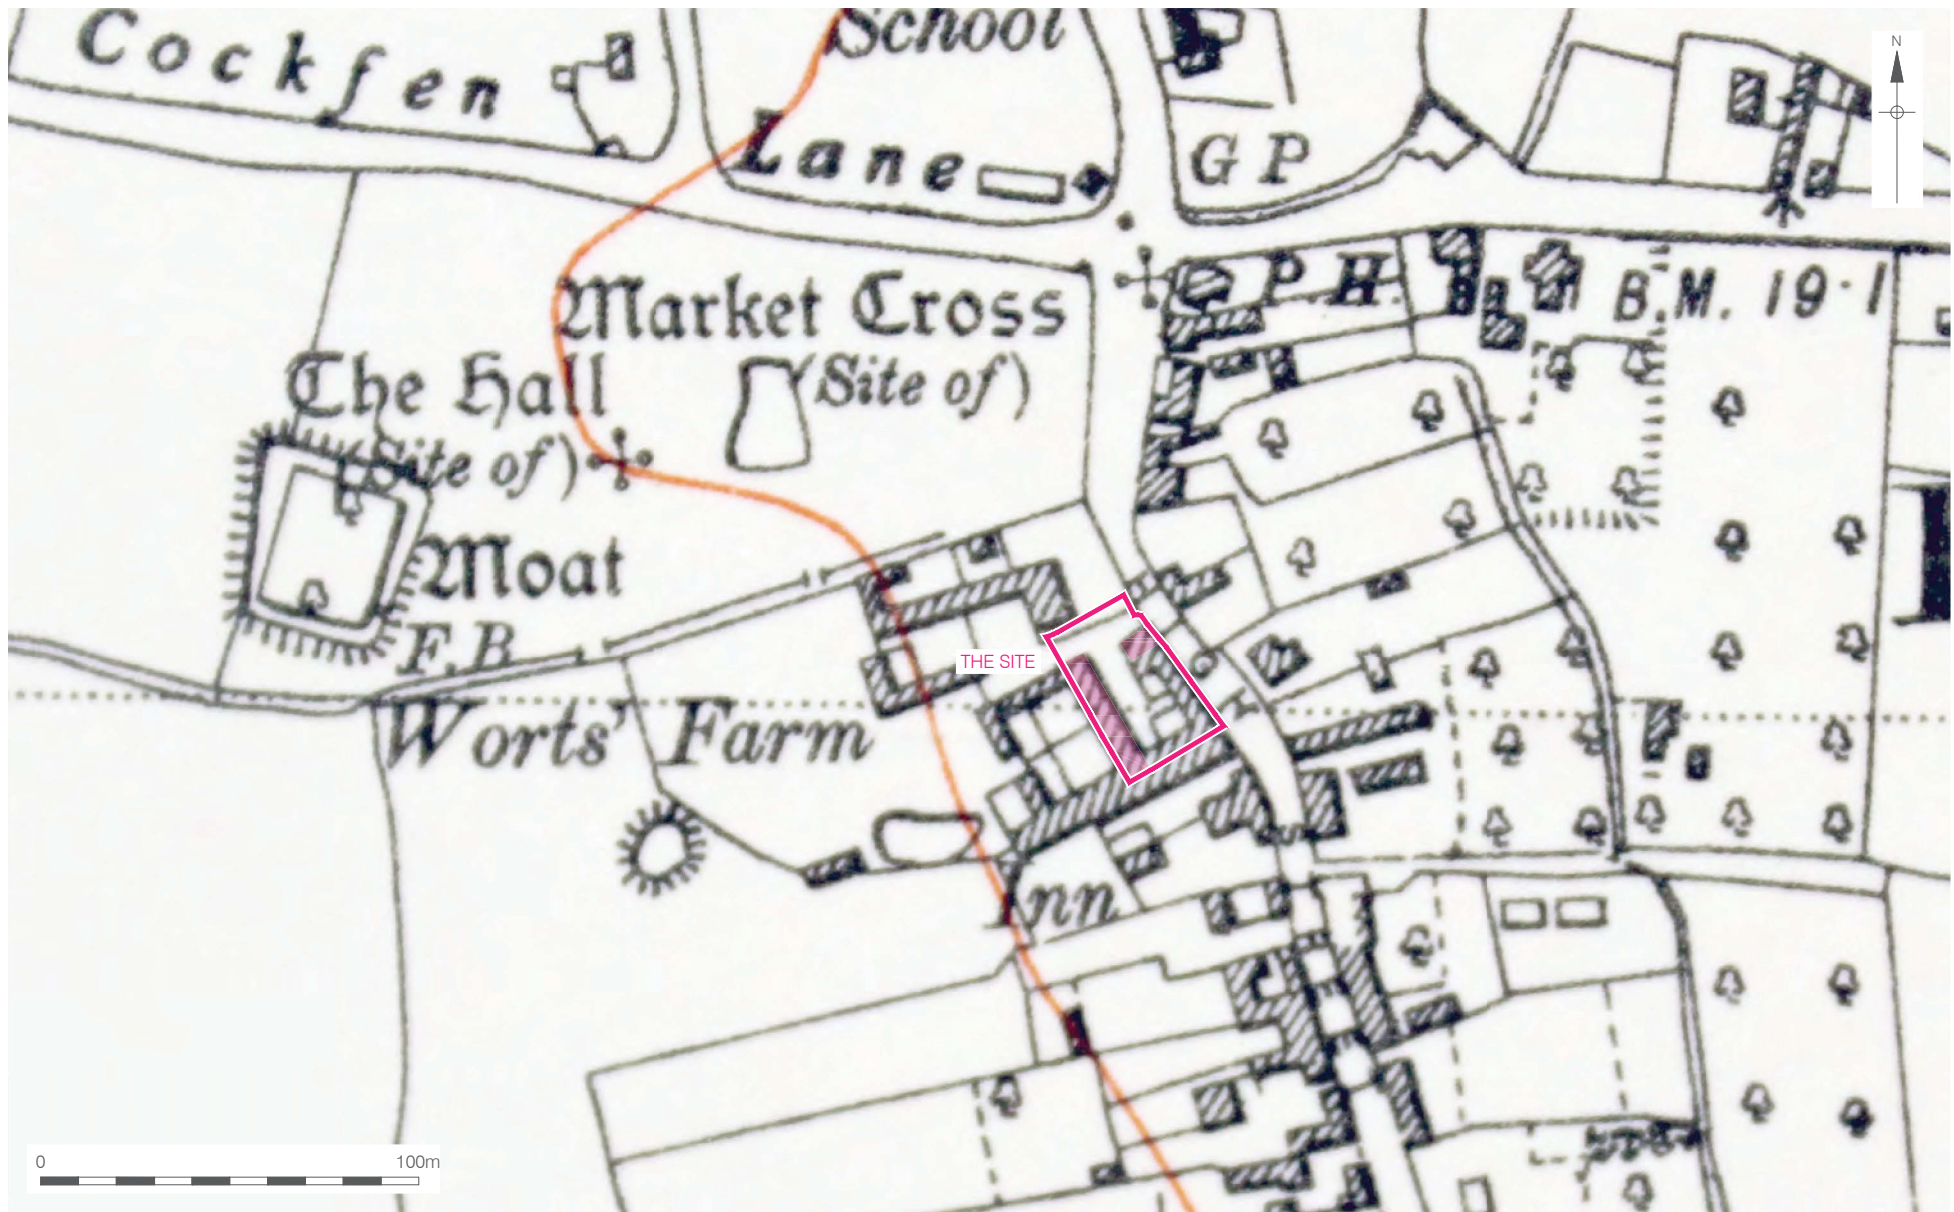 School
Cockfen
N
Lane
G P
P. H.
B.M. 19·1
Market Cross
(Site of)
The Hall
(Site of)
Moat
F.B
THE SITE
Worts' Farm
Inn
0 100m